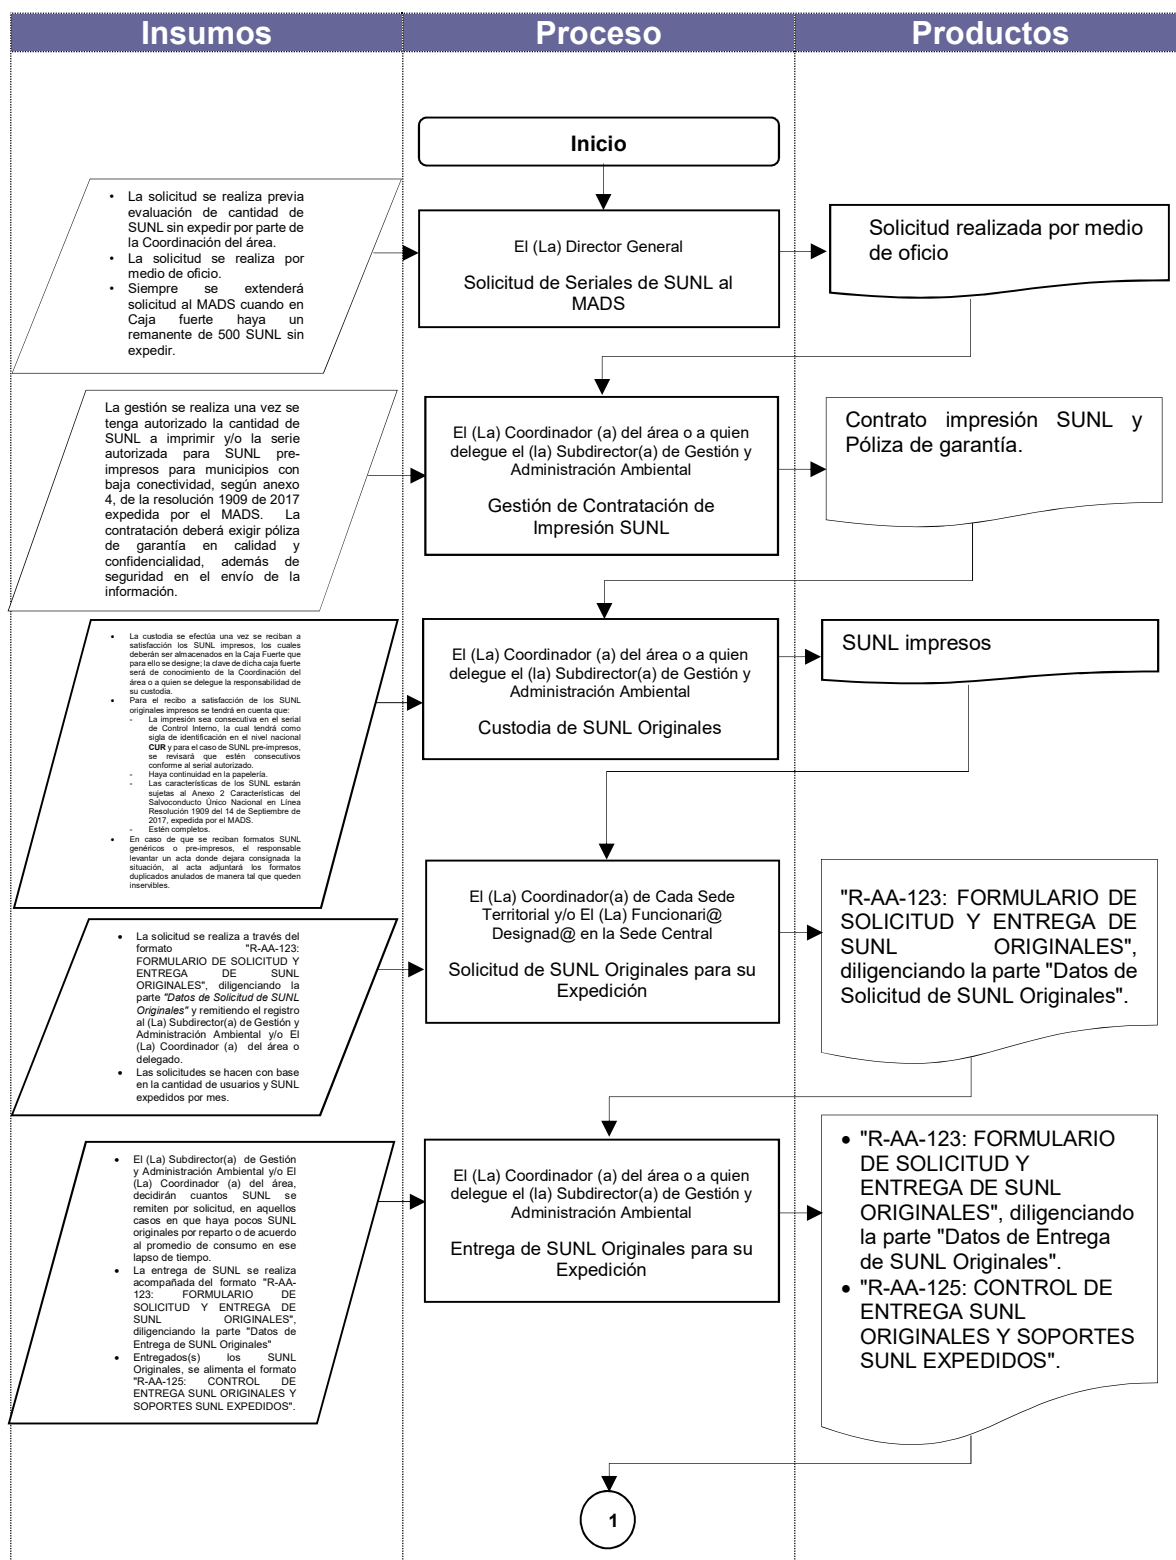 Insumos
Proceso
Productos
Inicio
• La solicitud se realiza previa
evaluación de cantidad de
SUNL sin expedir por parte de
la Coordinación del área.
• La solicitud se realiza por
medio de oficio.
• Siempre se extenderá
solicitud al MADS cuando en
Caja fuerte haya un
remanente de 500 SUNL sin
expedir.
El (La) Director General
Solicitud de Seriales de SUNL al
MADS
Solicitud realizada por medio
de oficio
La gestión se realiza una vez se
tenga autorizado la cantidad de
SUNL a imprimir y/o la serie
autorizada para SUNL pre-
impresos para municipios con
baja conectividad, según anexo
4, de la resolución 1909 de 2017
expedida por el MADS. La
contratación deberá exigir póliza
de garantía en calidad y
confidencialidad, además de
seguridad en el envío de la
información.
El (La) Coordinador (a) del área o a quien
delegue el (la) Subdirector(a) de Gestión y
Administración Ambiental
Gestión de Contratación de
Impresión SUNL
Contrato impresión SUNL y
Póliza de garantía.
• La custodia se efectúa una vez se reciban a
satisfacción los SUNL impresos, los cuales
deberán ser almacenados en la Caja Fuerte que
para ello se designe; la clave de dicha caja fuerte
será de conocimiento de la Coordinación del
área o a quien se delegue la responsabilidad de
su custodia.
• Para el recibo a satisfacción de los SUNL
originales impresos se tendrá en cuenta que:
- La impresión sea consecutiva en el serial
de Control Interno, la cual tendrá como
sigla de identificación en el nivel nacional
CUR y para el caso de SUNL pre-impresos,
se revisará que estén consecutivos
conforme al serial autorizado.
- Haya continuidad en la papelería.
- Las características de los SUNL estarán
sujetas al Anexo 2 Características del
Salvoconducto Único Nacional en Línea
Resolución 1909 del 14 de Septiembre de
2017, expedida por el MADS.
- Estén completos.
• En caso de que se reciban formatos SUNL
genéricos o pre-impresos, el responsable
levantar un acta donde dejara consignada la
situación, al acta adjuntará los formatos
duplicados anulados de manera tal que queden
inservibles.
El (La) Coordinador (a) del área o a quien
delegue el (la) Subdirector(a) de Gestión y
Administración Ambiental
Custodia de SUNL Originales
SUNL impresos
• La solicitud se realiza a través del
formato "R-AA-123:
FORMULARIO DE SOLICITUD Y
ENTREGA DE SUNL
ORIGINALES", diligenciando la
parte "Datos de Solicitud de SUNL
Originales" y remitiendo el registro
al (La) Subdirector(a) de Gestión y
Administración Ambiental y/o El
(La) Coordinador (a) del área o
delegado.
• Las solicitudes se hacen con base
en la cantidad de usuarios y SUNL
expedidos por mes.
El (La) Coordinador(a) de Cada Sede
Territorial y/o El (La) Funcionari@
Designad@ en la Sede Central
Solicitud de SUNL Originales para su
Expedición
"R-AA-123: FORMULARIO DE
SOLICITUD Y ENTREGA DE
SUNL ORIGINALES",
diligenciando la parte "Datos de
Solicitud de SUNL Originales".
• El (La) Subdirector(a) de Gestión
y Administración Ambiental y/o El
(La) Coordinador (a) del área,
decidirán cuantos SUNL se
remiten por solicitud, en aquellos
casos en que haya pocos SUNL
originales por reparto o de acuerdo
al promedio de consumo en ese
lapso de tiempo.
• La entrega de SUNL se realiza
acompañada del formato "R-AA-
123: FORMULARIO DE
SOLICITUD Y ENTREGA DE
SUNL ORIGINALES",
diligenciando la parte "Datos de
Entrega de SUNL Originales"
• Entregados(s) los SUNL
Originales, se alimenta el formato
"R-AA-125: CONTROL DE
ENTREGA SUNL ORIGINALES Y
SOPORTES SUNL EXPEDIDOS".
El (La) Coordinador (a) del área o a quien
delegue el (la) Subdirector(a) de Gestión y
Administración Ambiental
Entrega de SUNL Originales para su
Expedición
• "R-AA-123: FORMULARIO
DE SOLICITUD Y
ENTREGA DE SUNL
ORIGINALES", diligenciando
la parte "Datos de Entrega
de SUNL Originales".
• "R-AA-125: CONTROL DE
ENTREGA SUNL
ORIGINALES Y SOPORTES
SUNL EXPEDIDOS".
1